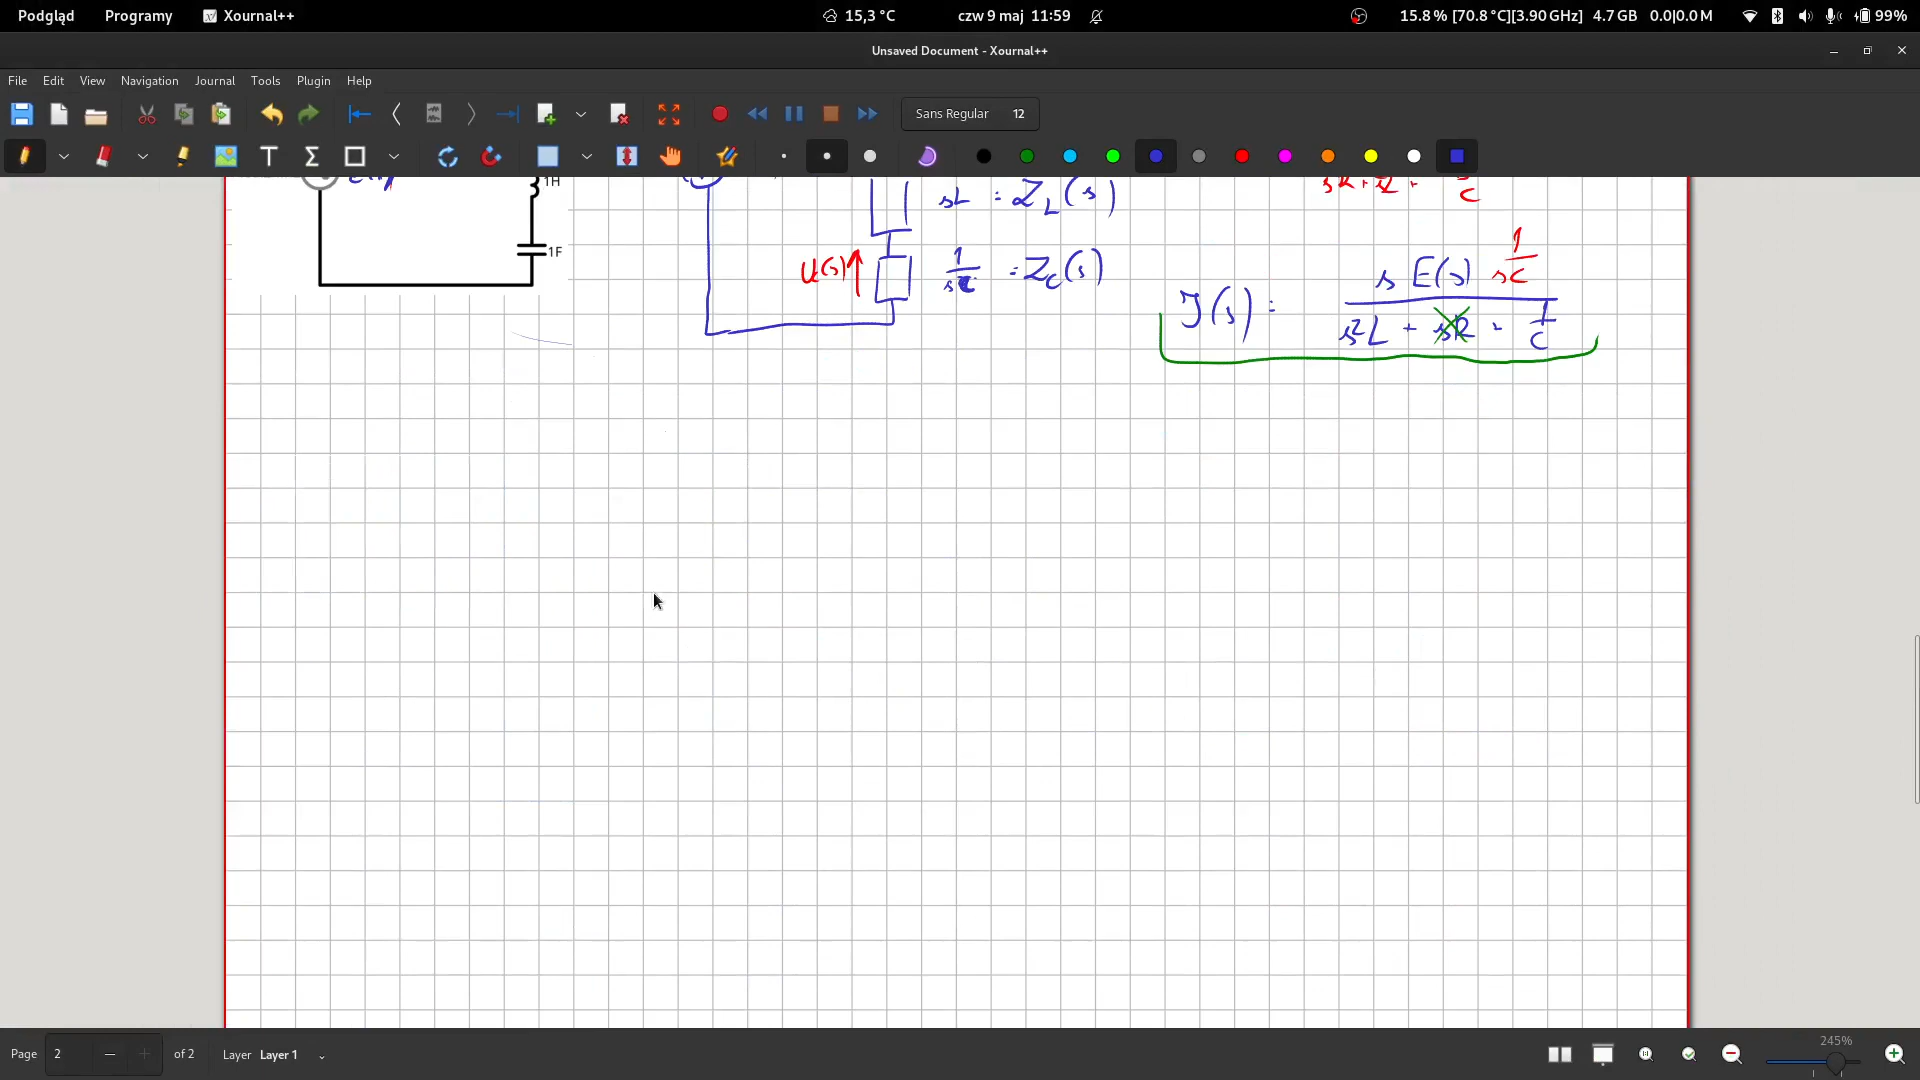 Podgląd Programy Xournal++ 15,3 °C czw 9 maj 11:59 15.8 % [70.8 °C][3.90 GHz] 4.7 GB 0.0|0.0 M 99%
Unsaved Document - Xournal++
File Edit View Navigation Journal Tools Plugin Help
Sans Regular 12
T Σ
1H
sL = Z_L(s)
1F
U(s) 1/sC = Z_C(s)
I(s) = s E(s) 1/sC / s²L + sR + 1/C
Page 2 of 2 Layer Layer 1 245%